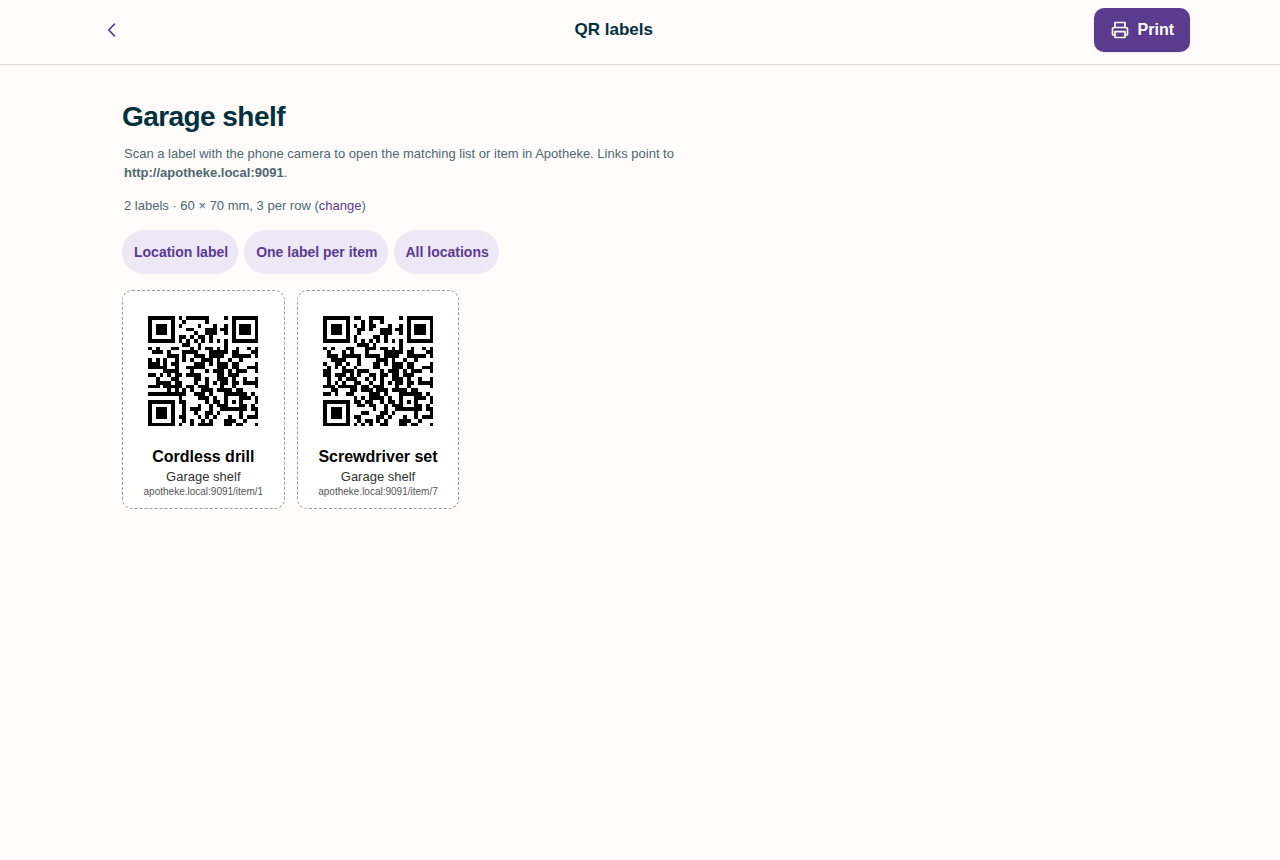 QR labels
Print
Garage shelf
Scan a label with the phone camera to open the matching list or item in Apotheke. Links point to
http://apotheke.local:9091.
2 labels · 60 × 70 mm, 3 per row (change)
Location label
One label per item
All locations
Cordless drill
Garage shelf
apotheke.local:9091/item/1
Screwdriver set
Garage shelf
apotheke.local:9091/item/7